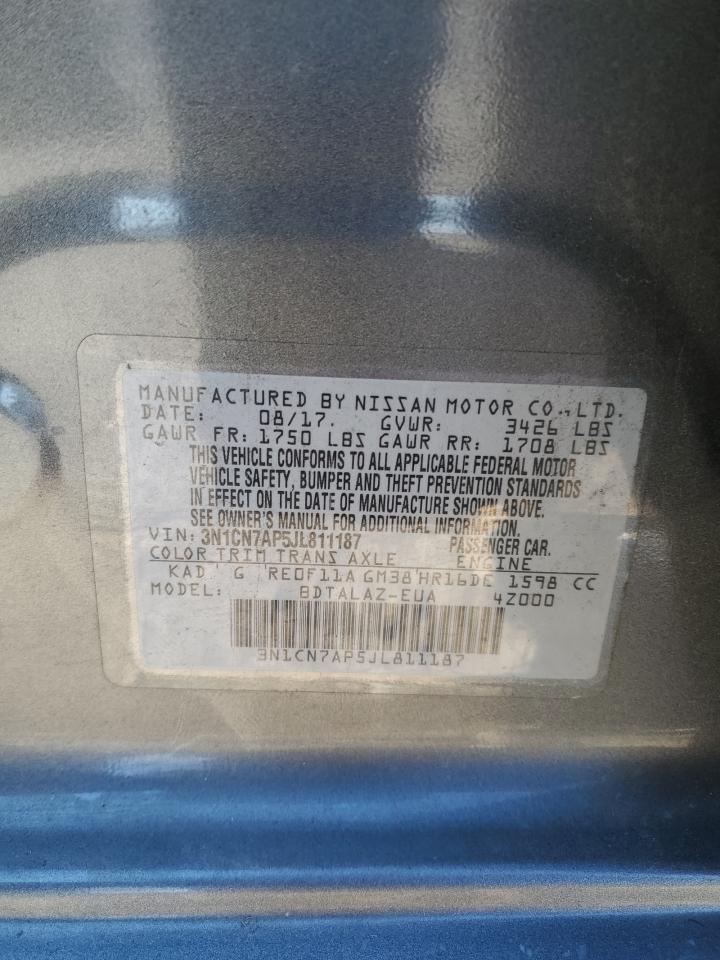 MANUFACTURED BY NISSAN MOTOR CO., LTD.
DATE: 08/17. GVWR: 3426 LBS
GAWR FR: 1750 LBS GAWR RR: 1708 LBS
THIS VEHICLE CONFORMS TO ALL APPLICABLE FEDERAL MOTOR
VEHICLE SAFETY, BUMPER AND THEFT PREVENTION STANDARDS
IN EFFECT ON THE DATE OF MANUFACTURE SHOWN ABOVE.
SEE OWNER'S MANUAL FOR ADDITIONAL INFORMATION.
VIN: 3N1CN7AP5JL811187 PASSENGER CAR.
COLOR TRIM TRANS AXLE ENGINE
KAD G RE0F11A GM38 HR16DE 1598 CC
MODEL: BDTALAZ-EUA 4Z000
3N1CN7AP5JL811187